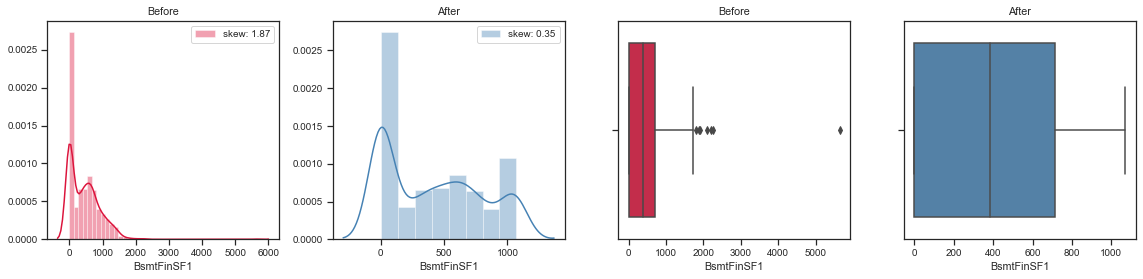 Before
After
Before
After
skew: 1.87
skew: 0.35
0.0025
0.0020
0.0015
0.0010
0.0005
0.0000
0.0025
0.0020
0.0015
0.0010
0.0005
0.0000
0 1000 2000 3000 4000 5000 6000
0 500 1000
0 1000 2000 3000 4000 5000
0 200 400 600 800 1000
BsmtFinSF1
BsmtFinSF1
BsmtFinSF1
BsmtFinSF1